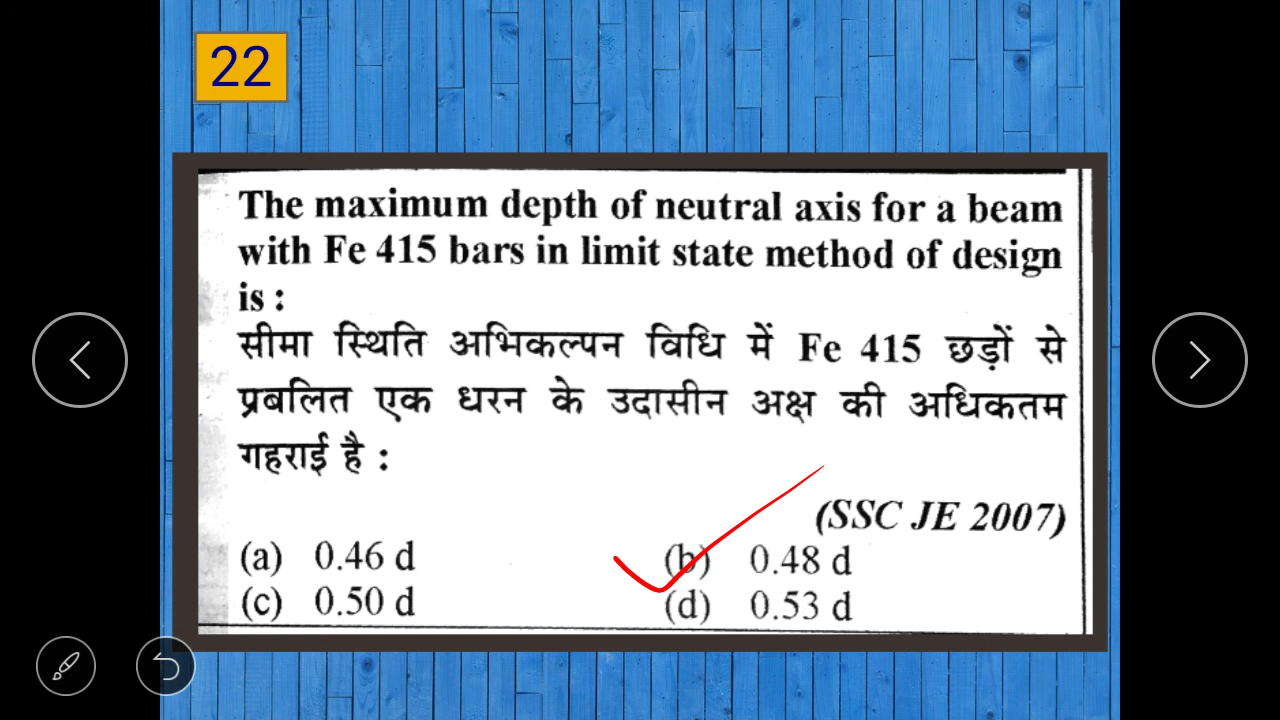 22
The maximum depth of neutral axis for a beam
with Fe 415 bars in limit state method of design
is :
सीमा स्थिति अभिकल्पन विधि में Fe 415 छड़ों से
प्रबलित एक धरन के उदासीन अक्ष की अधिकतम
गहराई है :
(SSC JE 2007)
(a) 0.46 d (b) 0.48 d
(c) 0.50 d (d) 0.53 d